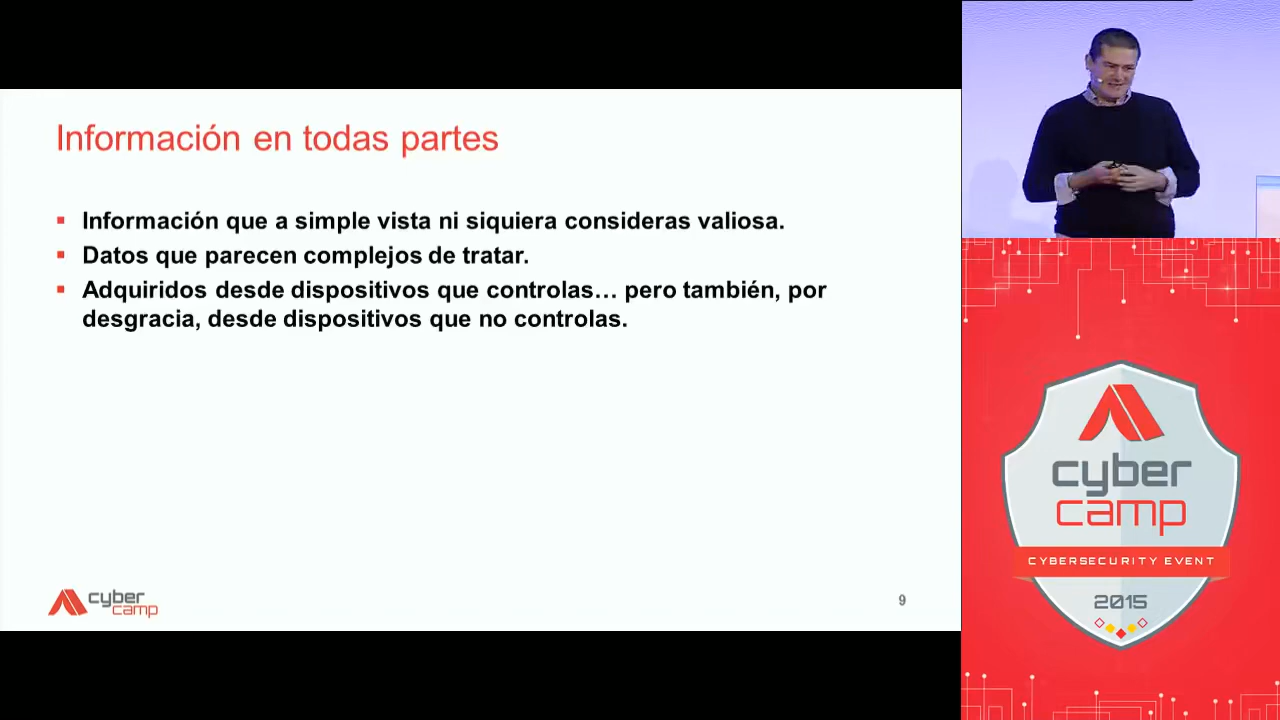 Información en todas partes
Información que a simple vista ni siquiera consideras valiosa.
Datos que parecen complejos de tratar.
Adquiridos desde dispositivos que controlas… pero también, por
desgracia, desde dispositivos que no controlas.
cyber
camp
9
cyber
camp
CYBERSECURITY EVENT
2015